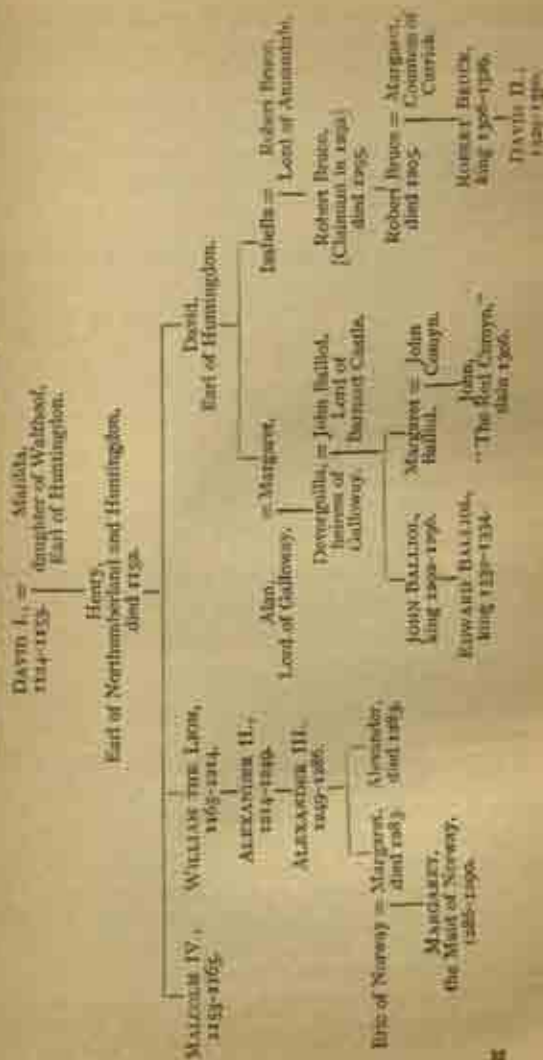 DAVID I., = Matilda,
1124-1153. daughter of Waltheof,
Earl of Huntingdon.
Henry,
Earl of Northumberland and Huntingdon,
died 1152.
MALCOLM IV.,
1153-1165.
WILLIAM THE LION,
1165-1214.
ALEXANDER II.,
1214-1249.
ALEXANDER III.,
1249-1286.
Eric of Norway = Margaret,
died 1283.
Alexander,
died 1283.
MARGARET,
the Maid of Norway,
1286-1290.
David,
Earl of Huntingdon.
Alan, = Margaret,
Lord of Galloway,
Devorguilla, = John Balliol,
heiress of Lord of
Galloway. Barnard Castle.
JOHN BALLIOL,
king 1292-1296.
EDWARD BALLIOL,
king
Margaret = John
Balliol. Comyn.
John,
"The Red Comyn,"
slain 1306.
Isabella = Robert Bruce,
Lord of Annandale.
Robert Bruce,
[Claimant in 1292]
died 1295.
Robert Bruce = Margaret,
died Countess of
Carrick
ROBERT BRUCE,
king 1306-1329.
DAVID II.,